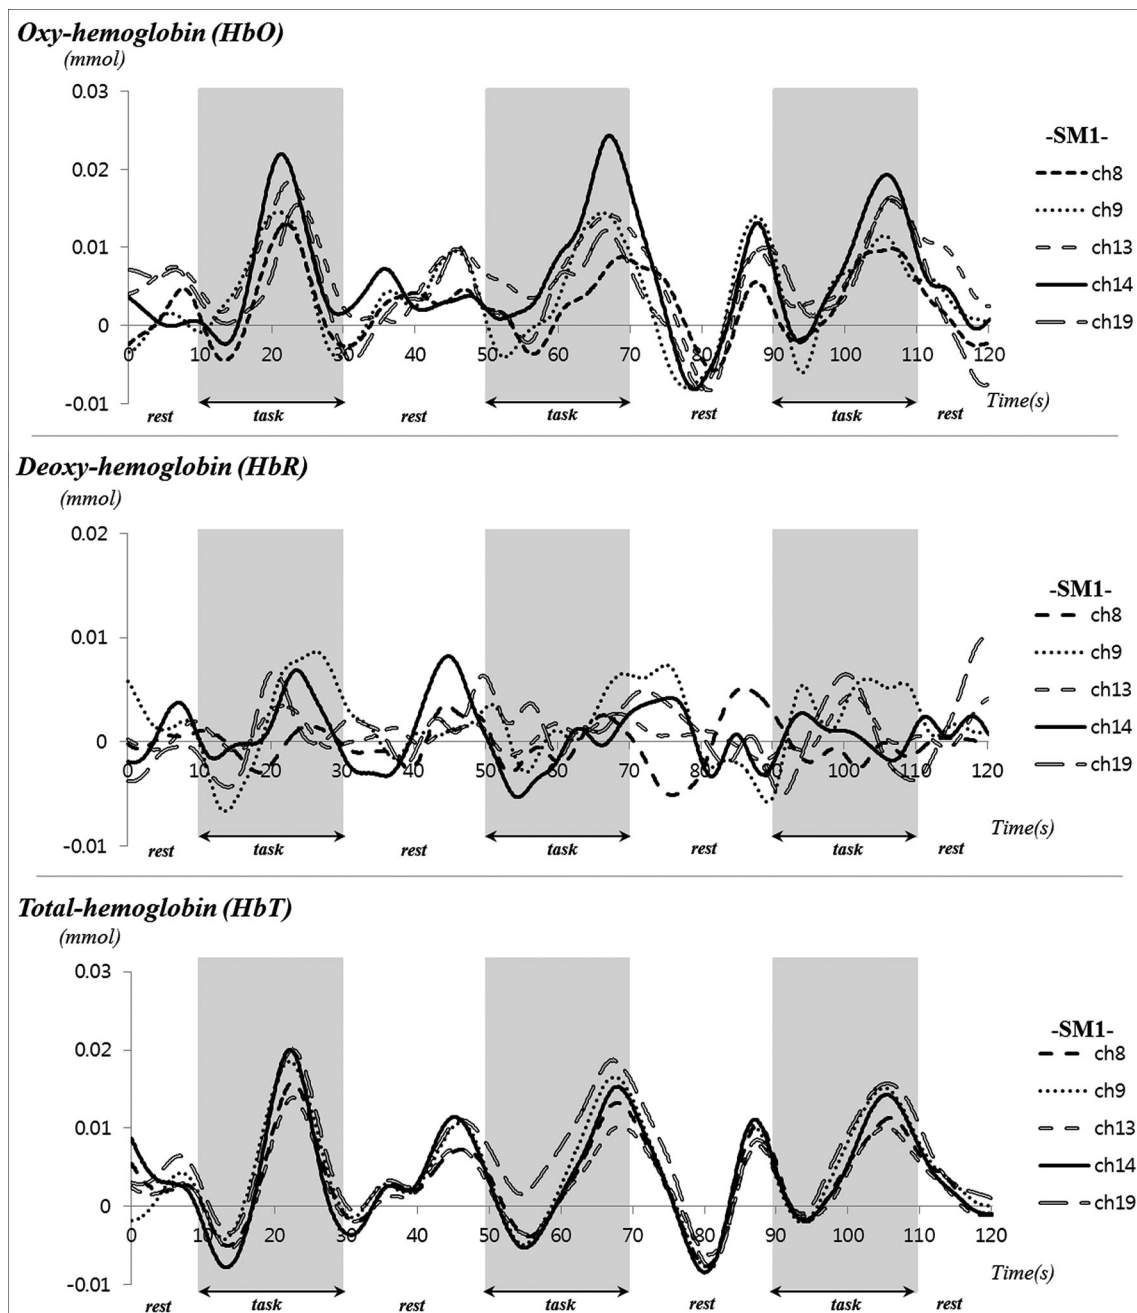 Oxy-hemoglobin (HbO)
(mmol)
0.03
0.02
0.01
0
-0.01
0 10 20 30 40 50 60 70 80 90 100 110 120
rest task rest task rest task rest
Time(s)
-SM1-
ch8
ch9
ch13
ch14
ch19
Deoxy-hemoglobin (HbR)
(mmol)
0.02
0.01
0
-0.01
0 10 20 30 40 50 60 70 80 90 100 110 120
rest task rest task rest task rest
Time(s)
-SM1-
ch8
ch9
ch13
ch14
ch19
Total-hemoglobin (HbT)
(mmol)
0.03
0.02
0.01
0
-0.01
0 10 20 30 40 50 60 70 80 90 100 110 120
rest task rest task rest task rest
Time(s)
-SM1-
ch8
ch9
ch13
ch14
ch19